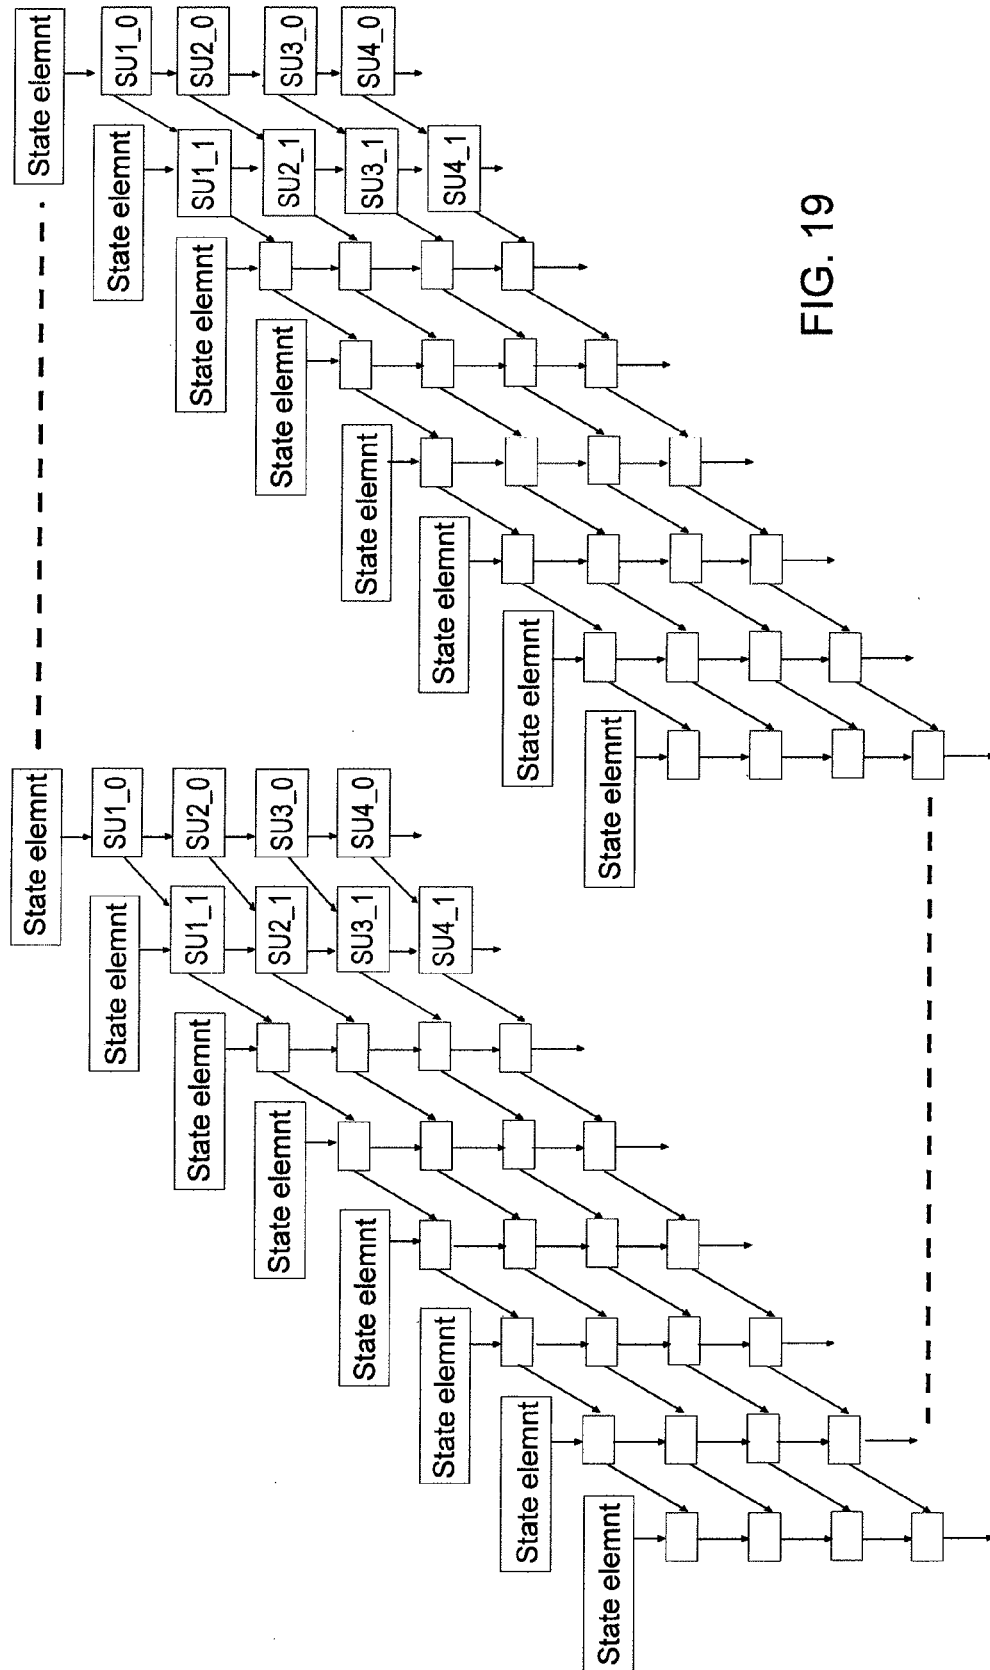 State elemnt
SU1_0
SU2_0
SU3_0
SU4_0
State elemnt
SU1_1
SU2_1
SU3_1
SU4_1
State elemnt
State elemnt
State elemnt
State elemnt
State elemnt
State elemnt
State elemnt
SU1_0
SU2_0
SU3_0
SU4_0
State elemnt
SU1_1
SU2_1
SU3_1
SU4_1
State elemnt
State elemnt
State elemnt
State elemnt
State elemnt
State elemnt
FIG. 19